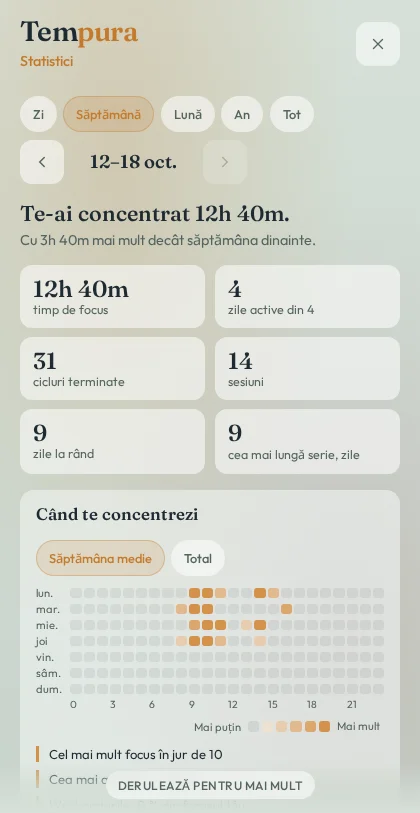 Tempura
Statistici
Zi Săptămână Lună An Tot
12–18 oct.
Te-ai concentrat 12h 40m.
Cu 3h 40m mai mult decât săptămâna dinainte.
12h 40m
timp de focus
4
zile active din 4
31
cicluri terminate
14
sesiuni
9
zile la rând
9
cea mai lungă serie, zile
Când te concentrezi
Săptămâna medie Total
lun.
mar.
mie.
joi
vin.
sâm.
dum.
0 3 6 9 12 15 18 21
Mai puțin Mai mult
Cel mai mult focus în jur de 10
Cea mai
DERULEAZĂ PENTRU MAI MULT